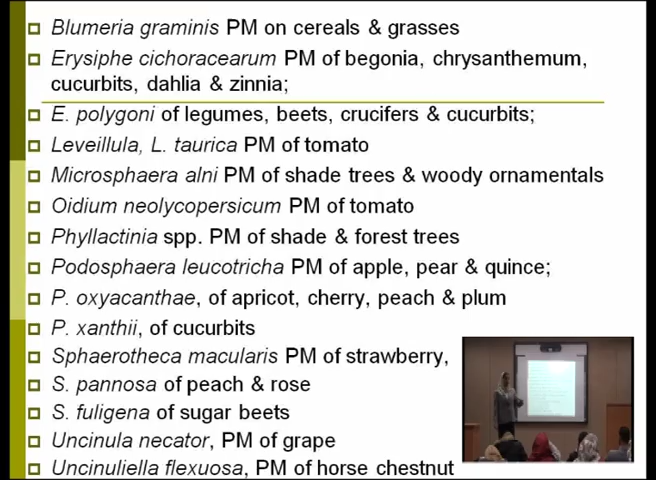 Blumeria graminis PM on cereals & grasses
Erysiphe cichoracearum PM of begonia, chrysanthemum,
cucurbits, dahlia & zinnia;
E. polygoni of legumes, beets, crucifers & cucurbits;
Leveillula, L. taurica PM of tomato
Microsphaera alni PM of shade trees & woody ornamentals
Oidium neolycopersicum PM of tomato
Phyllactinia spp. PM of shade & forest trees
Podosphaera leucotricha PM of apple, pear & quince;
P. oxyacanthae, of apricot, cherry, peach & plum
P. xanthii, of cucurbits
Sphaerotheca macularis PM of strawberry,
S. pannosa of peach & rose
S. fuligena of sugar beets
Uncinula necator, PM of grape
Uncinuliella flexuosa, PM of horse chestnut